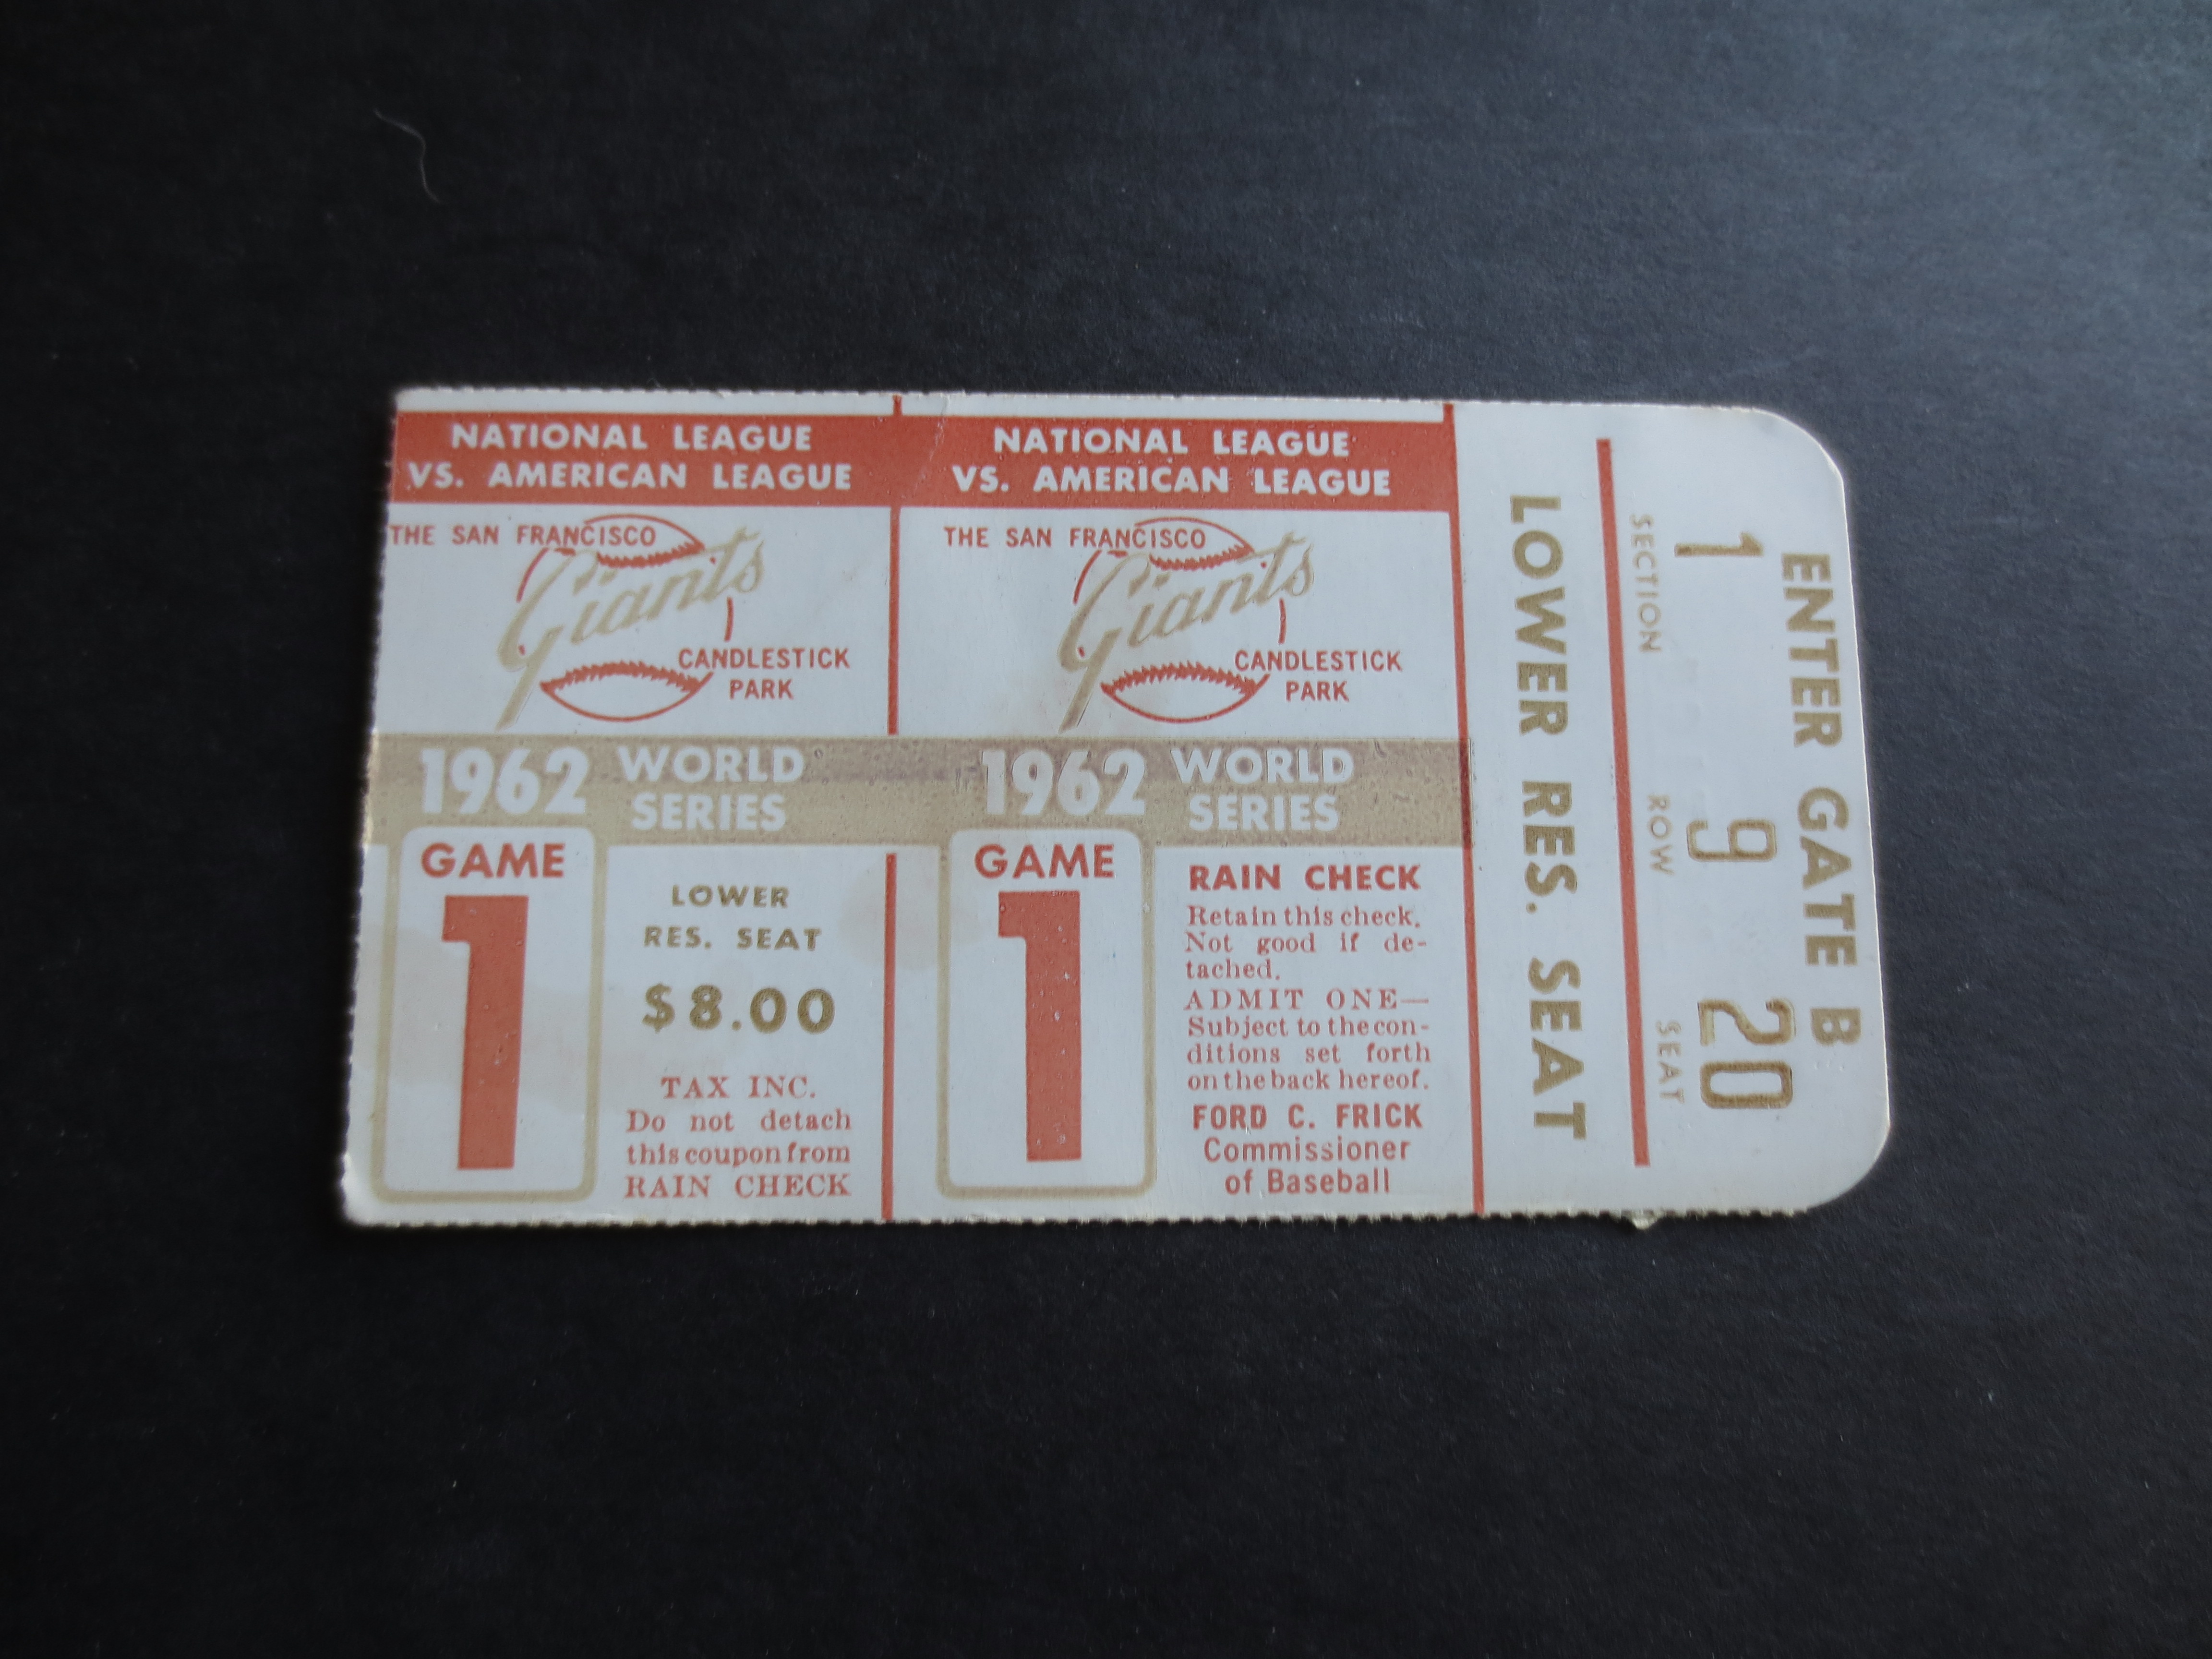 NATIONAL LEAGUE
VS. AMERICAN LEAGUE
THE SAN FRANCISCO
Giants
CANDLESTICK
PARK
1962 WORLD
SERIES
GAME
1
LOWER
RES. SEAT
$8.00
TAX INC.
Do not detach
this coupon from
RAIN CHECK
NATIONAL LEAGUE
VS. AMERICAN LEAGUE
THE SAN FRANCISCO
Giants
CANDLESTICK
PARK
1962 WORLD
SERIES
GAME
1
RAIN CHECK
Retain this check.
Not good if de-
tached.
ADMIT ONE—
Subject to the con-
ditions set forth
on the back hereof.
FORD C. FRICK
Commissioner
of Baseball
ENTER GATE B
1 9 20
SECTION ROW SEAT
LOWER RES. SEAT